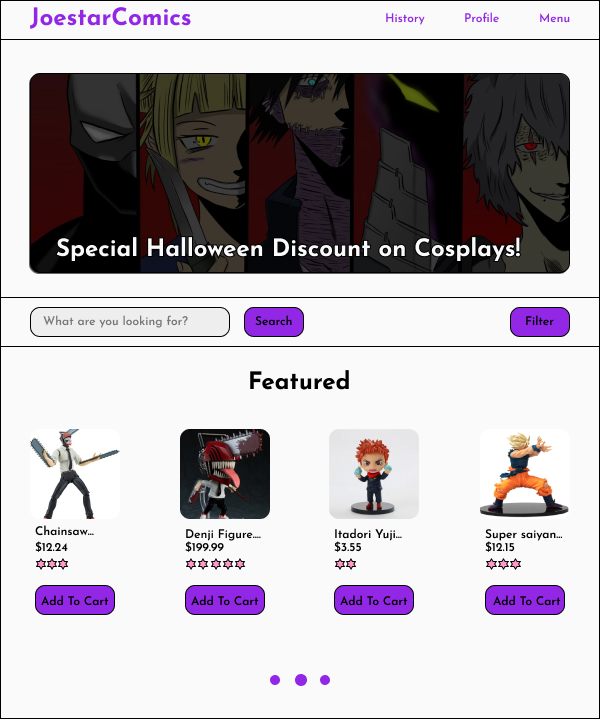 JoestarComics
History Profile Menu
Special Halloween Discount on Cosplays!
What are you looking for? Search Filter
Featured
Chainsaw... Denji Figure.... Itadori Yuji... Super saiyan...
$12.24 $199.99 $3.55 $12.15
Add To Cart Add To Cart Add To Cart Add To Cart